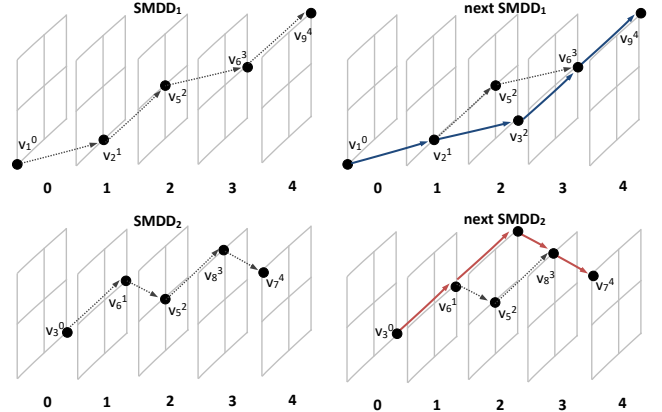 SMDD₁
next SMDD₁
v₉⁴
v₉⁴
v₆³
v₆³
v₅²
v₅²
v₃²
v₁⁰
v₁⁰
v₂¹
v₂¹
0 1 2 3 4
0 1 2 3 4
SMDD₂
next SMDD₂
v₈³
v₈³
v₇⁴
v₇⁴
v₆¹
v₆¹
v₅²
v₅²
v₃⁰
v₃⁰
0 1 2 3 4
0 1 2 3 4